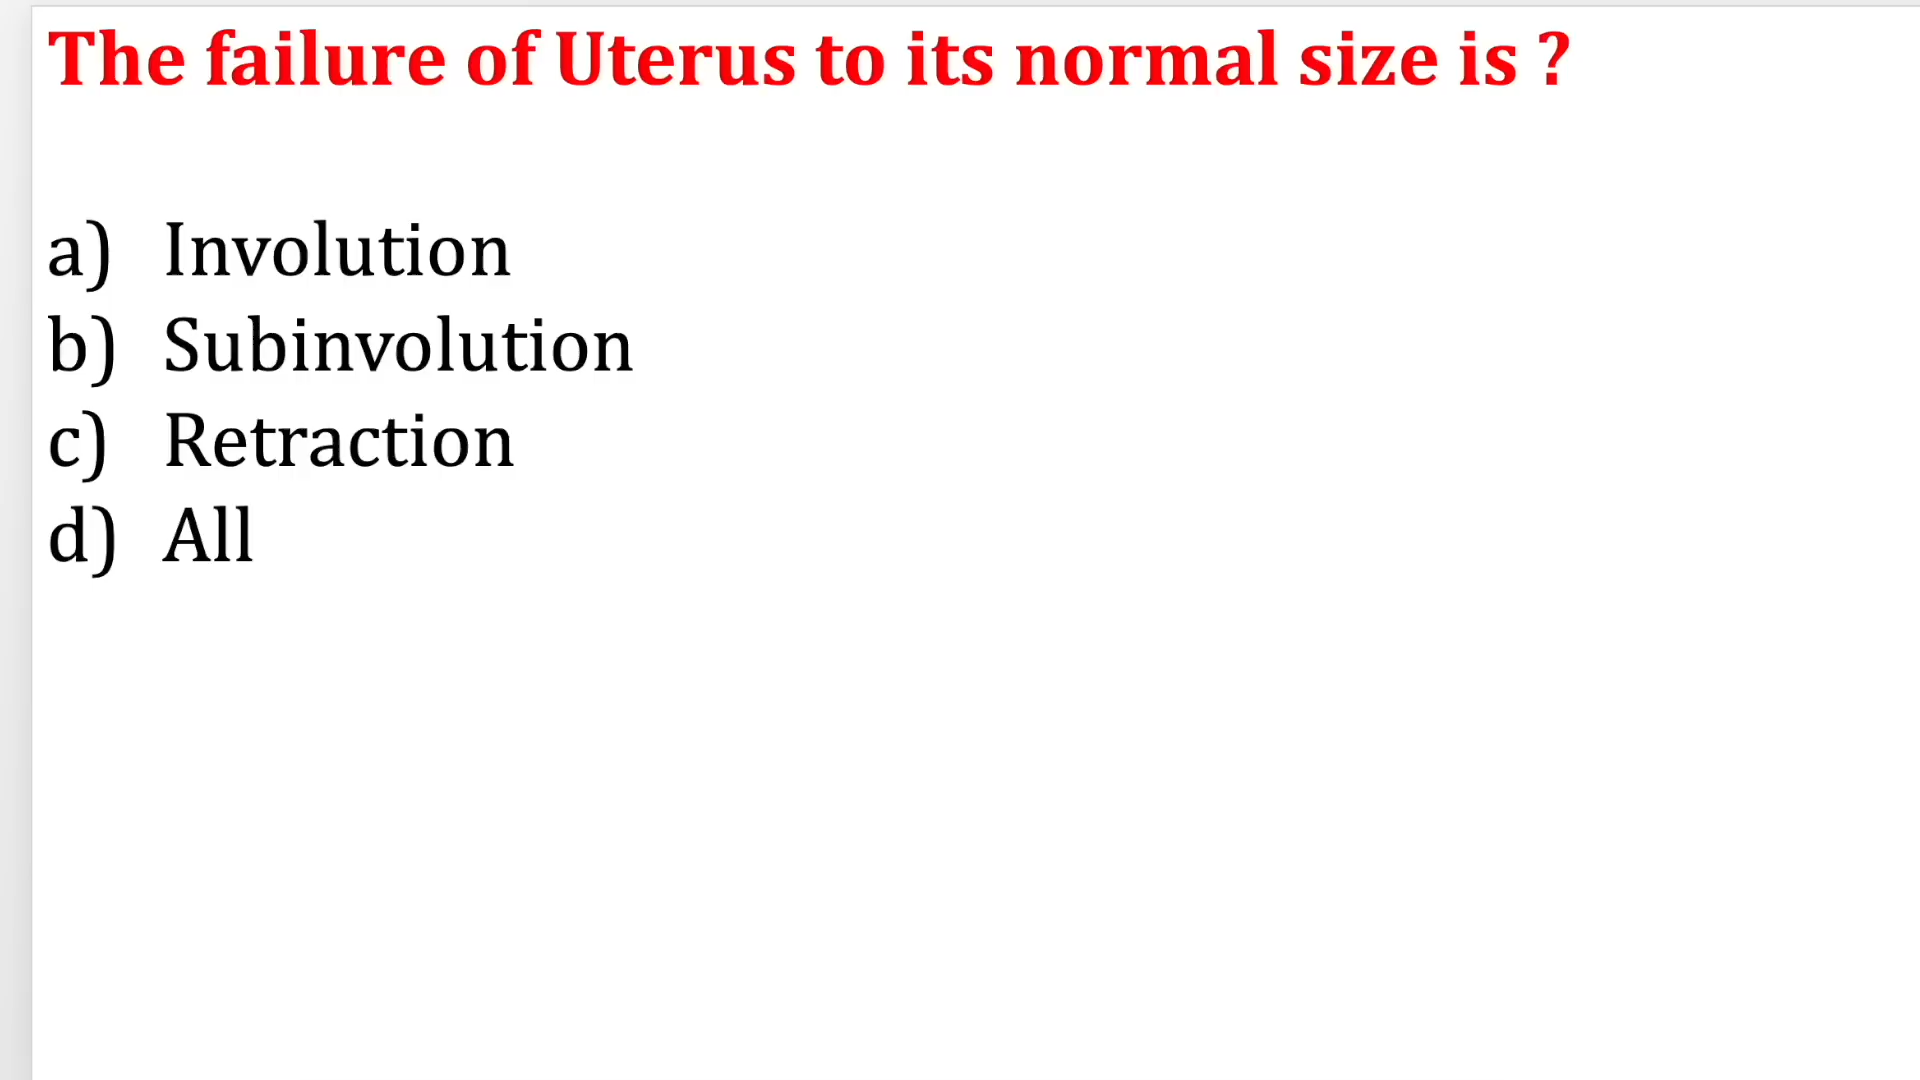 The failure of Uterus to its normal size is ?
a) Involution
b) Subinvolution
c) Retraction
d) All